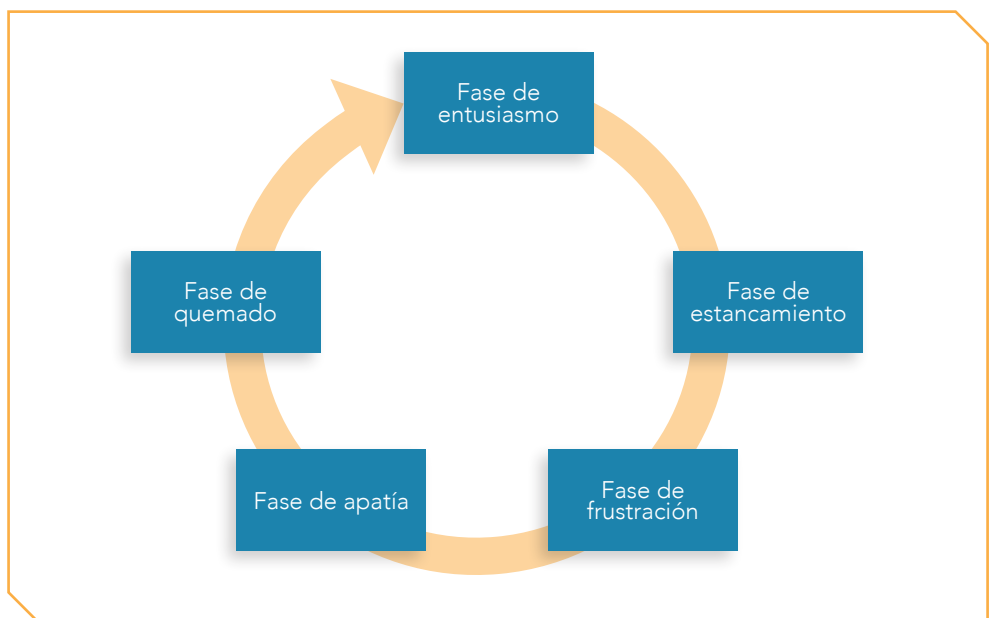 Fase de
entusiasmo
Fase de
estancamiento
Fase de
frustración
Fase de apatía
Fase de
quemado